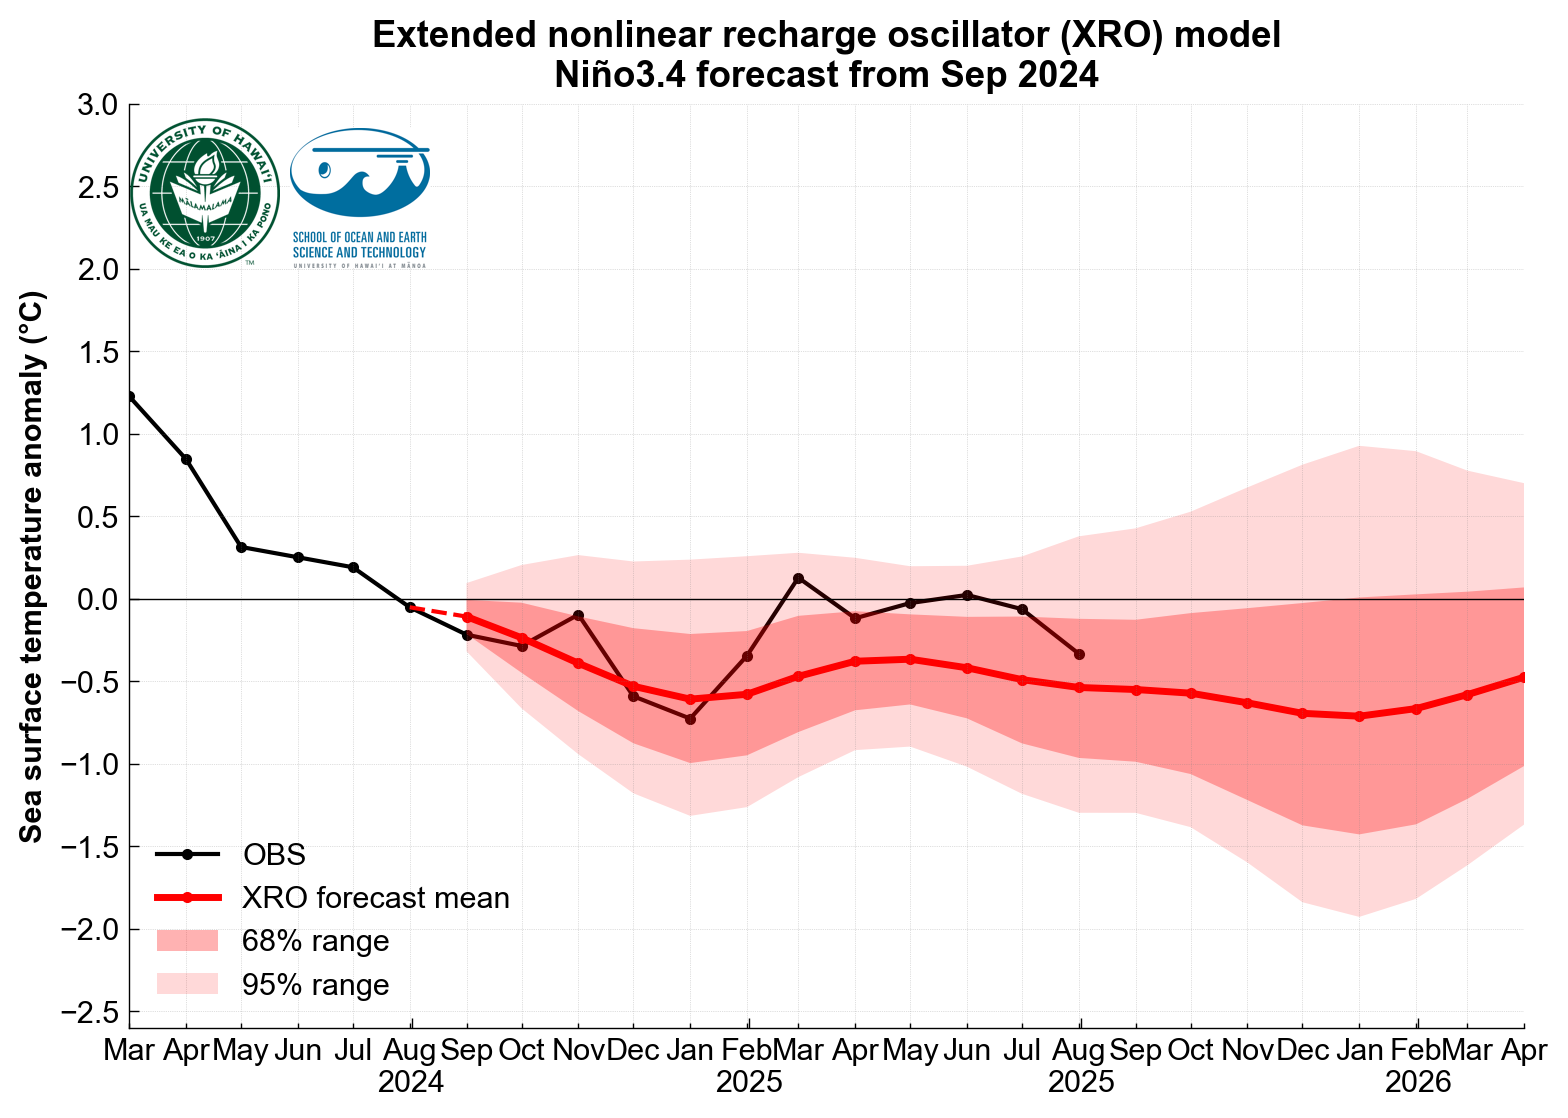 Extended nonlinear recharge oscillator (XRO) model
Niño3.4 forecast from Sep 2024
3.0
2.5
2.0
1.5
1.0
0.5
0.0
−0.5
−1.0
−1.5
−2.0
−2.5
Sea surface temperature anomaly (°C)
UNIVERSITY OF HAWAIʻI
MĀLAMALAMA
1907
UA MAU KE EA O KA ʻĀINA I KA PONO
TM
SCHOOL OF OCEAN AND EARTH
SCIENCE AND TECHNOLOGY
UNIVERSITY OF HAWAIʻI AT MĀNOA
OBS
XRO forecast mean
68% range
95% range
Mar Apr May Jun Jul Aug Sep Oct Nov Dec Jan Feb Mar Apr May Jun Jul Aug Sep Oct Nov Dec Jan Feb Mar Apr
2024 2025 2025 2026